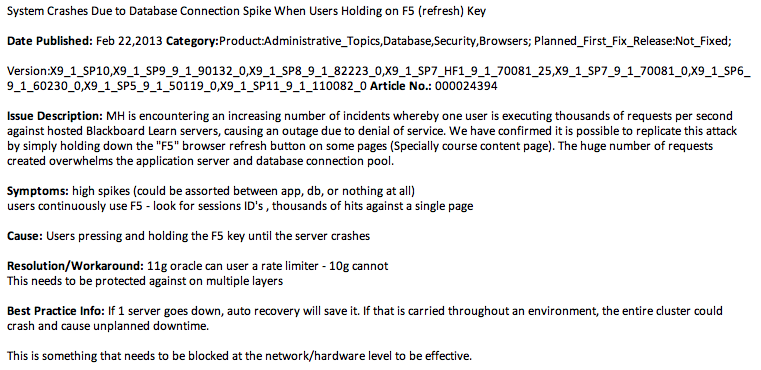 System Crashes Due to Database Connection Spike When Users Holding on F5 (refresh) Key
Date Published: Feb 22,2013 Category:Product:Administrative_Topics,Database,Security,Browsers; Planned_First_Fix_Release:Not_Fixed;
Version:X9_1_SP10,X9_1_SP9_9_1_90132_0,X9_1_SP8_9_1_82223_0,X9_1_SP7_HF1_9_1_70081_25,X9_1_SP7_9_1_70081_0,X9_1_SP6_
9_1_60230_0,X9_1_SP5_9_1_50119_0,X9_1_SP11_9_1_110082_0 Article No.: 000024394
Issue Description: MH is encountering an increasing number of incidents whereby one user is executing thousands of requests per second
against hosted Blackboard Learn servers, causing an outage due to denial of service. We have confirmed it is possible to replicate this attack
by simply holding down the "F5" browser refresh button on some pages (Specially course content page). The huge number of requests
created overwhelms the application server and database connection pool.
Symptoms: high spikes (could be assorted between app, db, or nothing at all)
users continuously use F5 - look for sessions ID's , thousands of hits against a single page
Cause: Users pressing and holding the F5 key until the server crashes
Resolution/Workaround: 11g oracle can user a rate limiter - 10g cannot
This needs to be protected against on multiple layers
Best Practice Info: If 1 server goes down, auto recovery will save it. If that is carried throughout an environment, the entire cluster could
crash and cause unplanned downtime.
This is something that needs to be blocked at the network/hardware level to be effective.